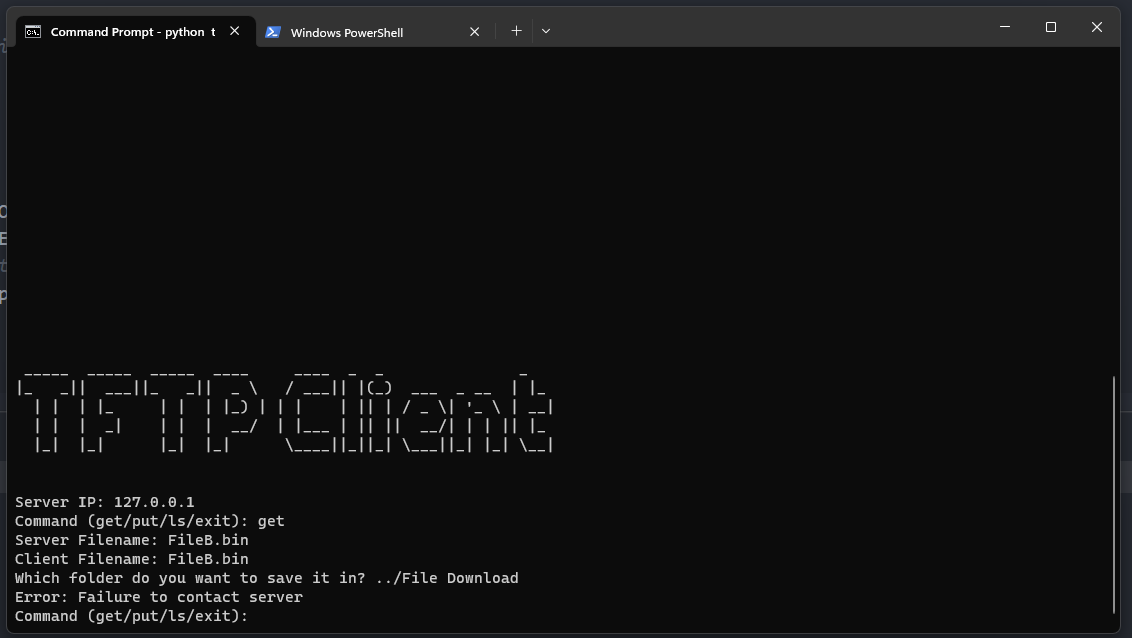 Command Prompt - python t
Windows PowerShell
TFTP Client
Server IP: 127.0.0.1
Command (get/put/ls/exit): get
Server Filename: FileB.bin
Client Filename: FileB.bin
Which folder do you want to save it in? ../File Download
Error: Failure to contact server
Command (get/put/ls/exit):